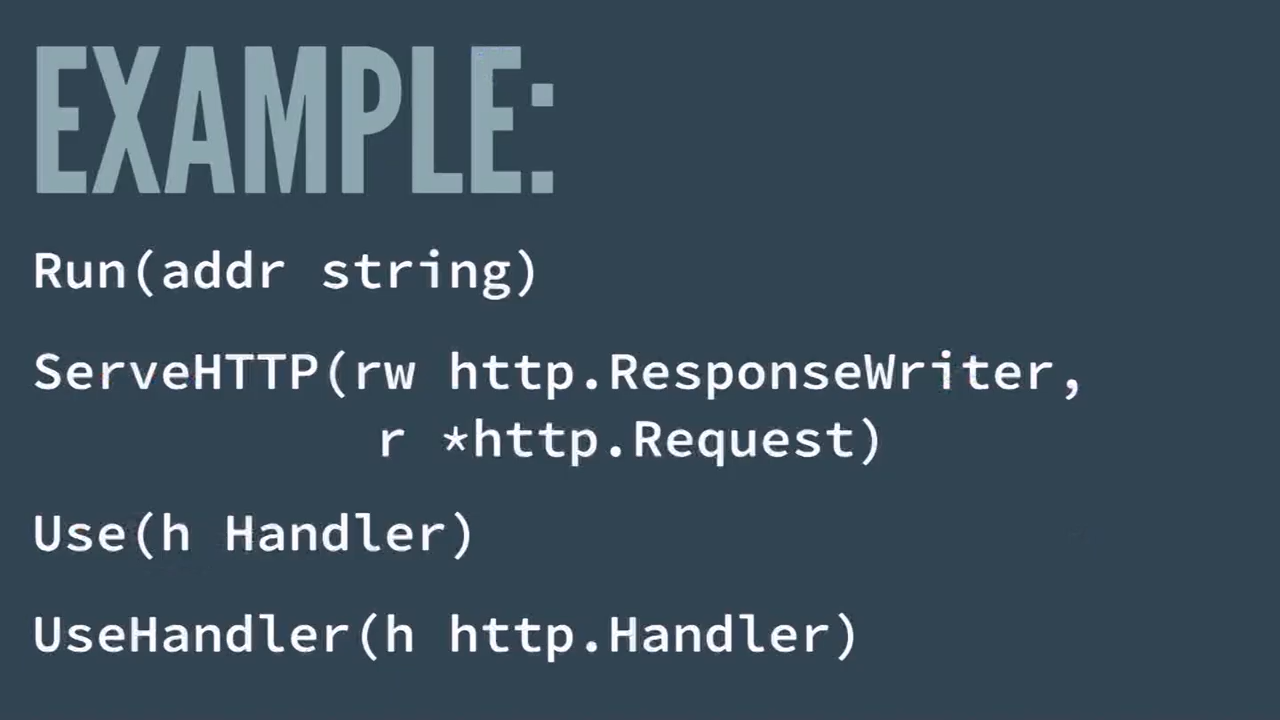 EXAMPLE:
Run(addr string)
ServeHTTP(rw http.ResponseWriter,
r *http.Request)
Use(h Handler)
UseHandler(h http.Handler)